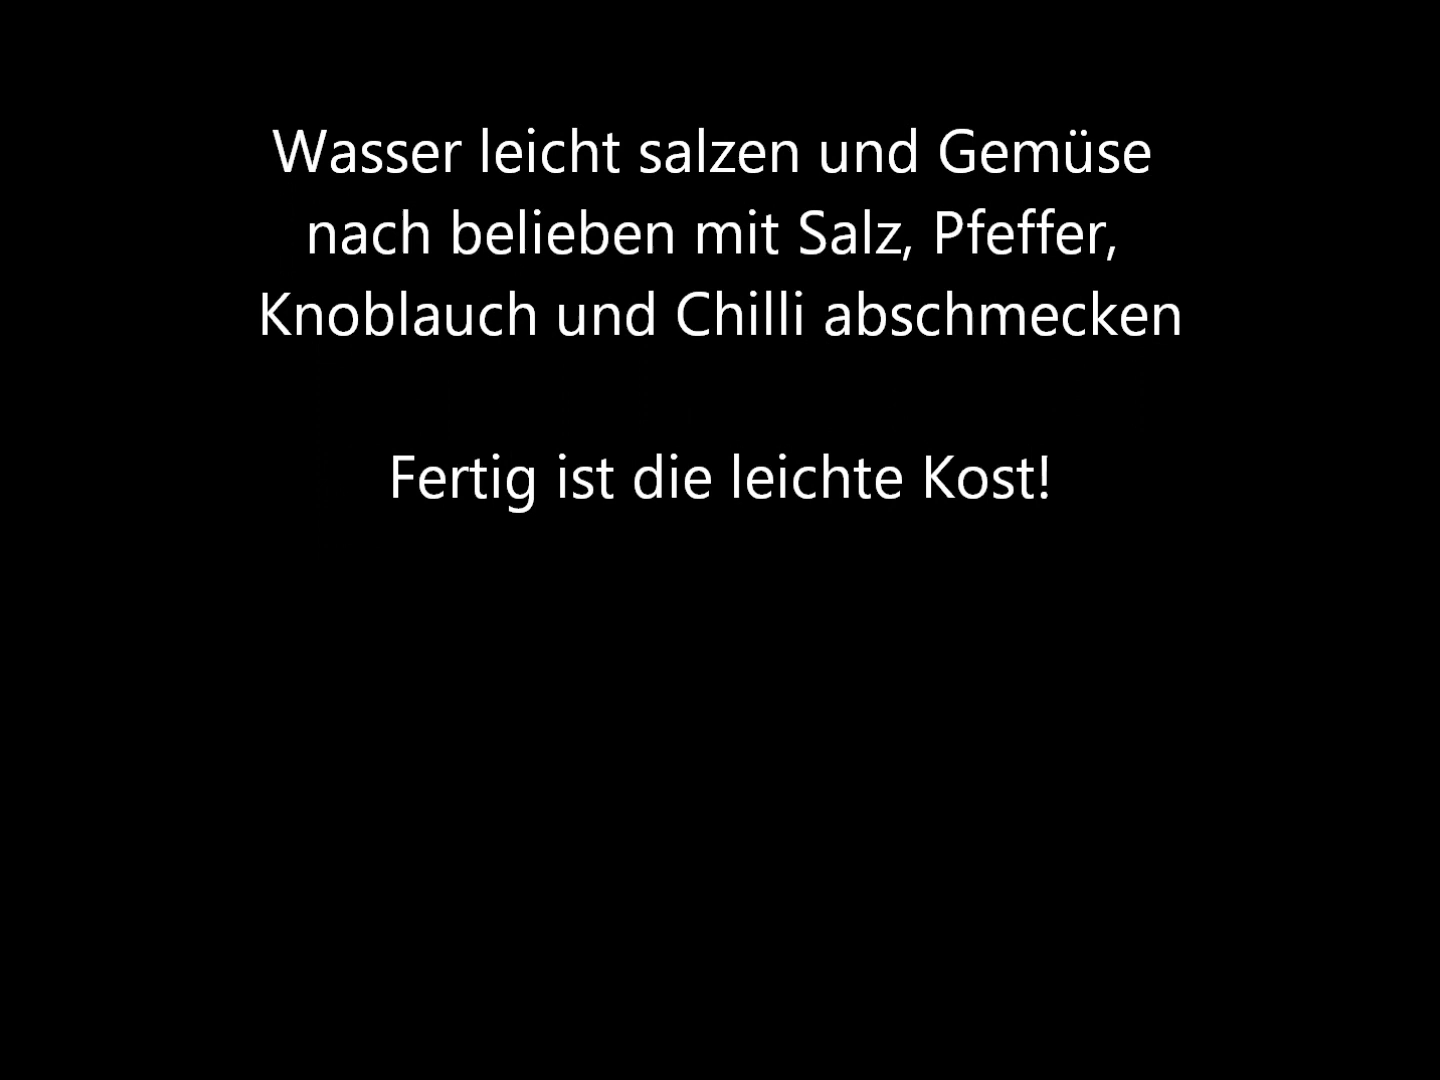 Wasser leicht salzen und Gemüse
nach belieben mit Salz, Pfeffer,
Knoblauch und Chilli abschmecken
Fertig ist die leichte Kost!